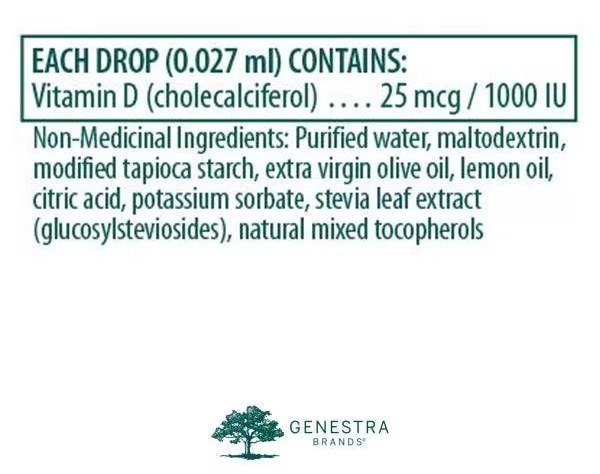 EACH DROP (0.027 ml) CONTAINS:
Vitamin D (cholecalciferol) .... 25 mcg / 1000 IU
Non-Medicinal Ingredients: Purified water, maltodextrin,
modified tapioca starch, extra virgin olive oil, lemon oil,
citric acid, potassium sorbate, stevia leaf extract
(glucosylsteviosides), natural mixed tocopherols
GENESTRA
BRANDS®